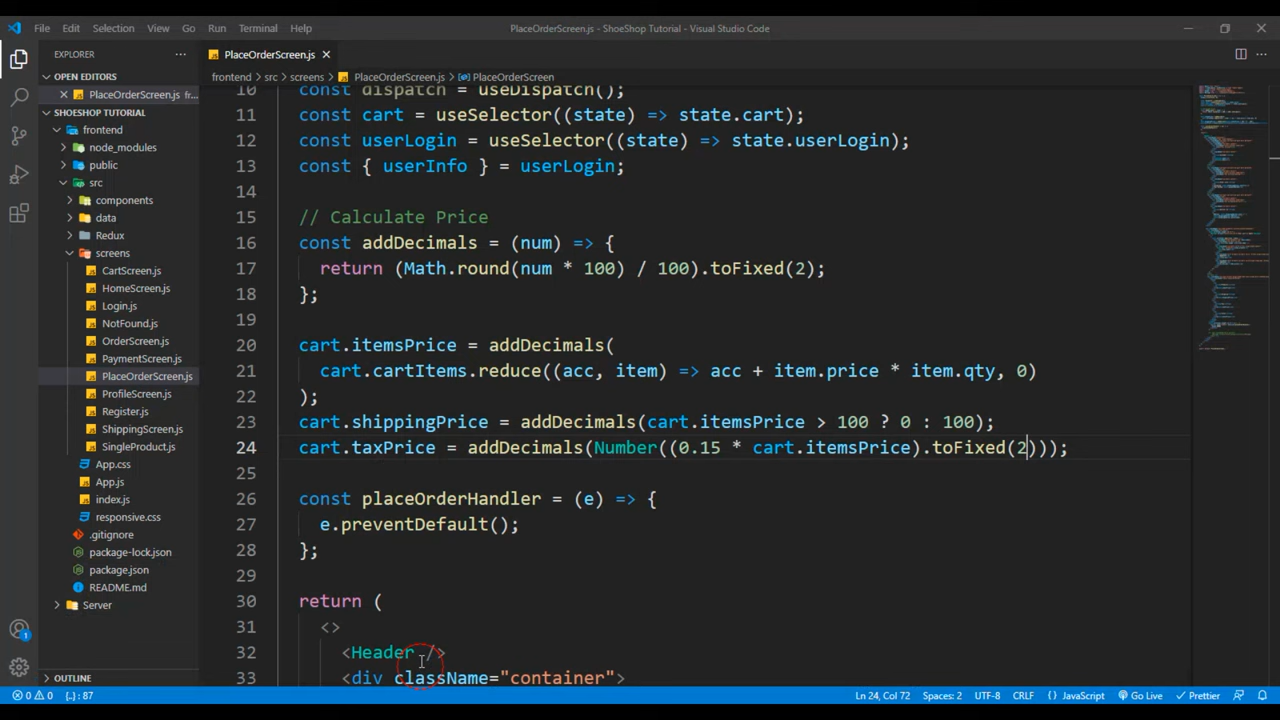 File Edit Selection View Go Run Terminal Help
PlaceOrderScreen.js - ShoeShop Tutorial - Visual Studio Code
EXPLORER
PlaceOrderScreen.js
OPEN EDITORS
frontend > src > screens > PlaceOrderScreen.js > PlaceOrderScreen
PlaceOrderScreen.js fr...
SHOESHOP TUTORIAL
frontend
node_modules
public
src
components
data
Redux
screens
CartScreen.js
HomeScreen.js
Login.js
NotFound.js
OrderScreen.js
PaymentScreen.js
PlaceOrderScreen.js
ProfileScreen.js
Register.js
ShippingScreen.js
SingleProduct.js
App.css
App.js
index.js
responsive.css
.gitignore
package-lock.json
package.json
README.md
Server
OUTLINE
10 const dispatch = useDispatch();
11 const cart = useSelector((state) => state.cart);
12 const userLogin = useSelector((state) => state.userLogin);
13 const { userInfo } = userLogin;
14
15 // Calculate Price
16 const addDecimals = (num) => {
17 return (Math.round(num * 100) / 100).toFixed(2);
18 };
19
20 cart.itemsPrice = addDecimals(
21 cart.cartItems.reduce((acc, item) => acc + item.price * item.qty, 0)
22 );
23 cart.shippingPrice = addDecimals(cart.itemsPrice > 100 ? 0 : 100);
24 cart.taxPrice = addDecimals(Number((0.15 * cart.itemsPrice).toFixed(2)));
25
26 const placeOrderHandler = (e) => {
27 e.preventDefault();
28 };
29
30 return (
31 <>
32 <Header />
33 <div className="container">
1
0 0 {..} : 87
Ln 24, Col 72 Spaces: 2 UTF-8 CRLF {} JavaScript Go Live Prettier